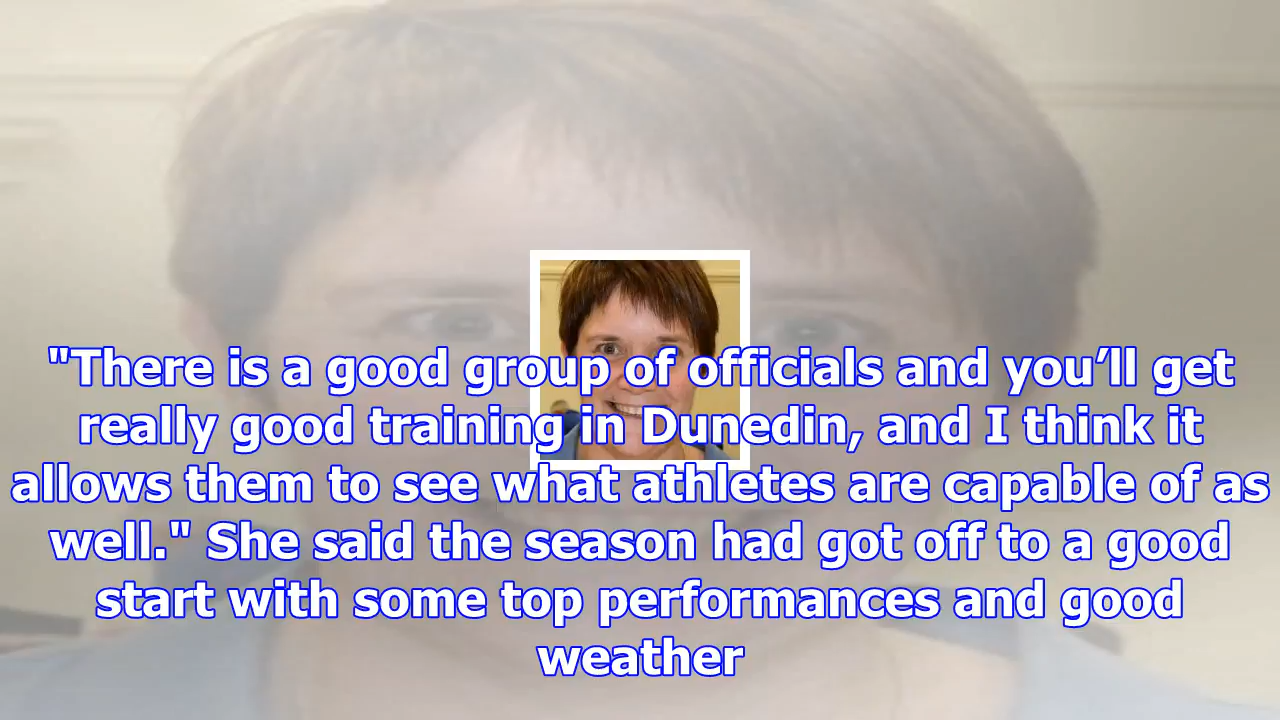 "There is a good group of officials and you’ll get
really good training in Dunedin, and I think it
allows them to see what athletes are capable of as
well." She said the season had got off to a good
start with some top performances and good
weather